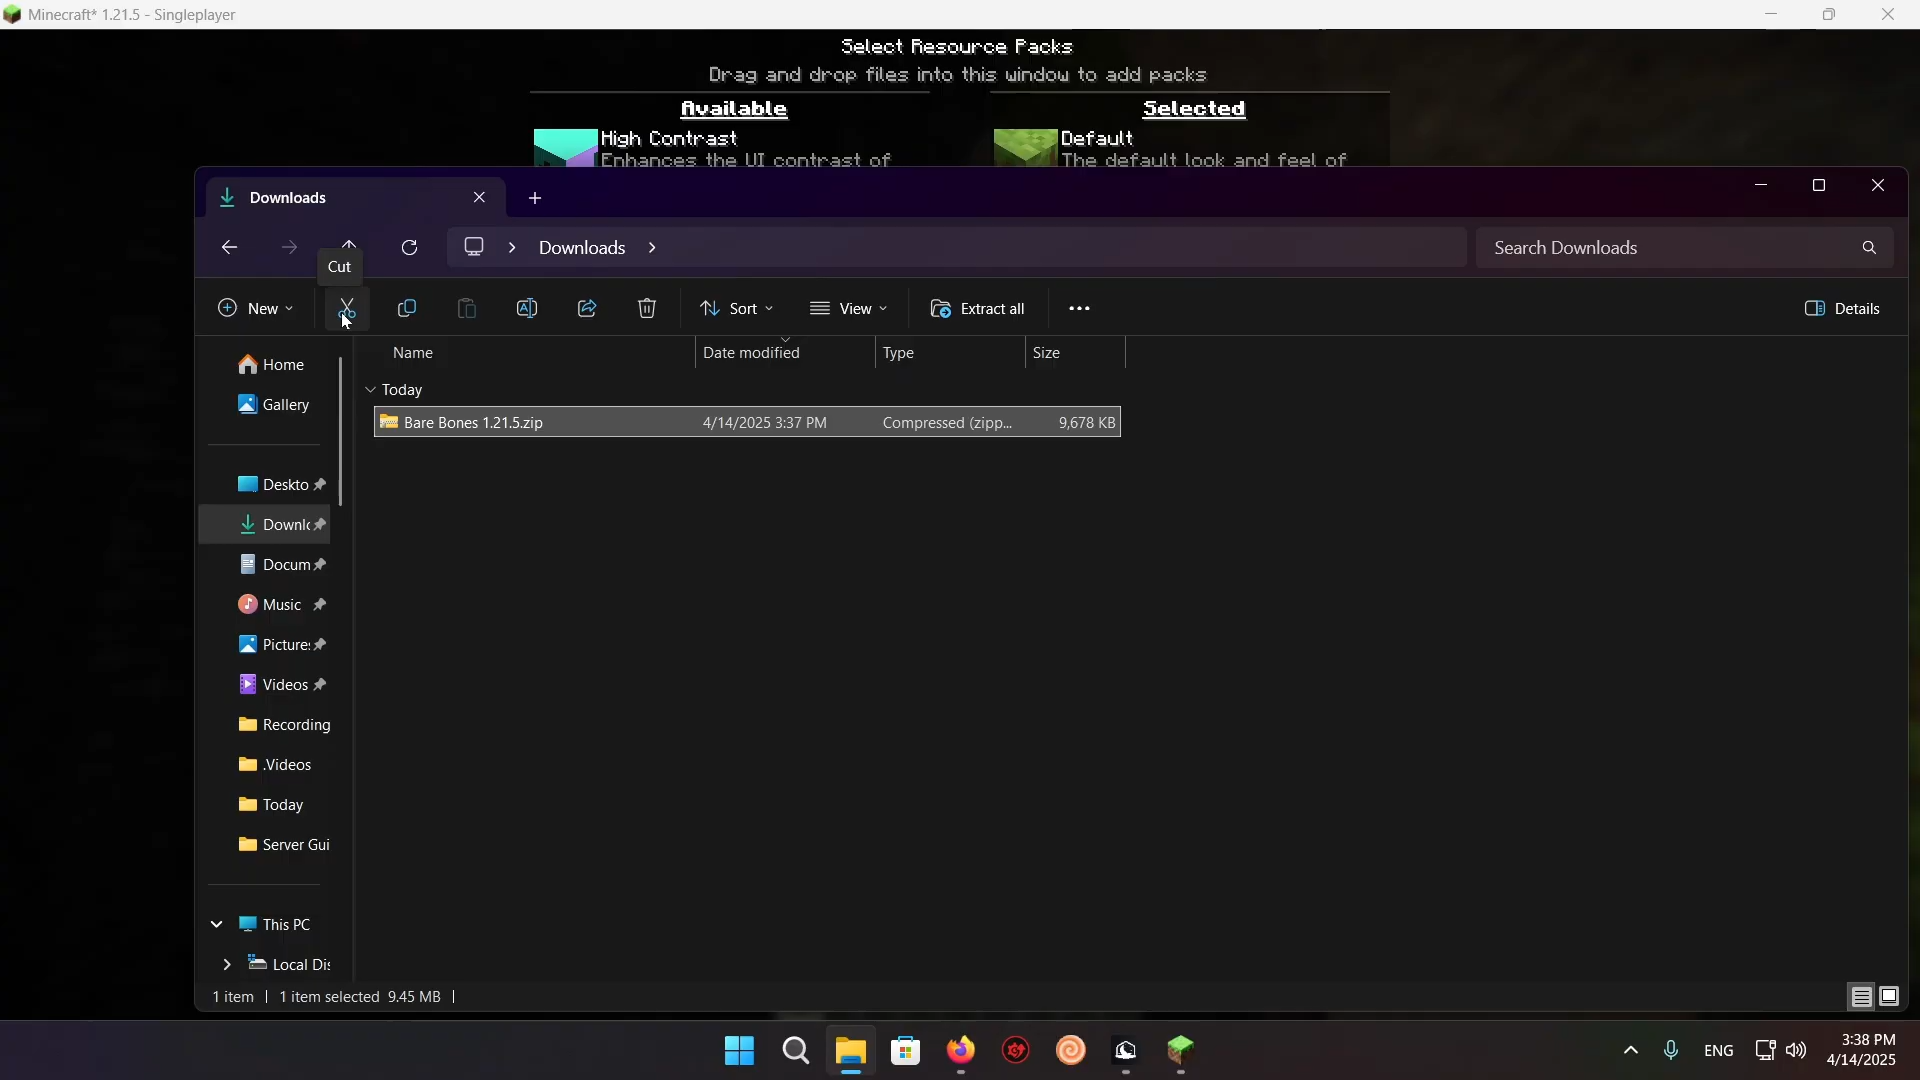 Minecraft* 1.21.5 - Singleplayer
Select Resource Packs
Drag and drop files into this window to add packs
Available
Selected
High Contrast
Enhances the UI contrast of
Default
The default look and feel of
Downloads
Downloads
Search Downloads
Cut
New
Sort
View
Extract all
Details
Name
Date modified
Type
Size
Today
Bare Bones 1.21.5.zip
4/14/2025 3:37 PM
Compressed (zipp...
9,678 KB
Home
Gallery
Deskto
Downlo
Docum
Music
Pictures
Videos
Recording
.Videos
Today
Server Gui
This PC
Local Dis
1 item
1 item selected 9.45 MB
ENG
3:38 PM
4/14/2025